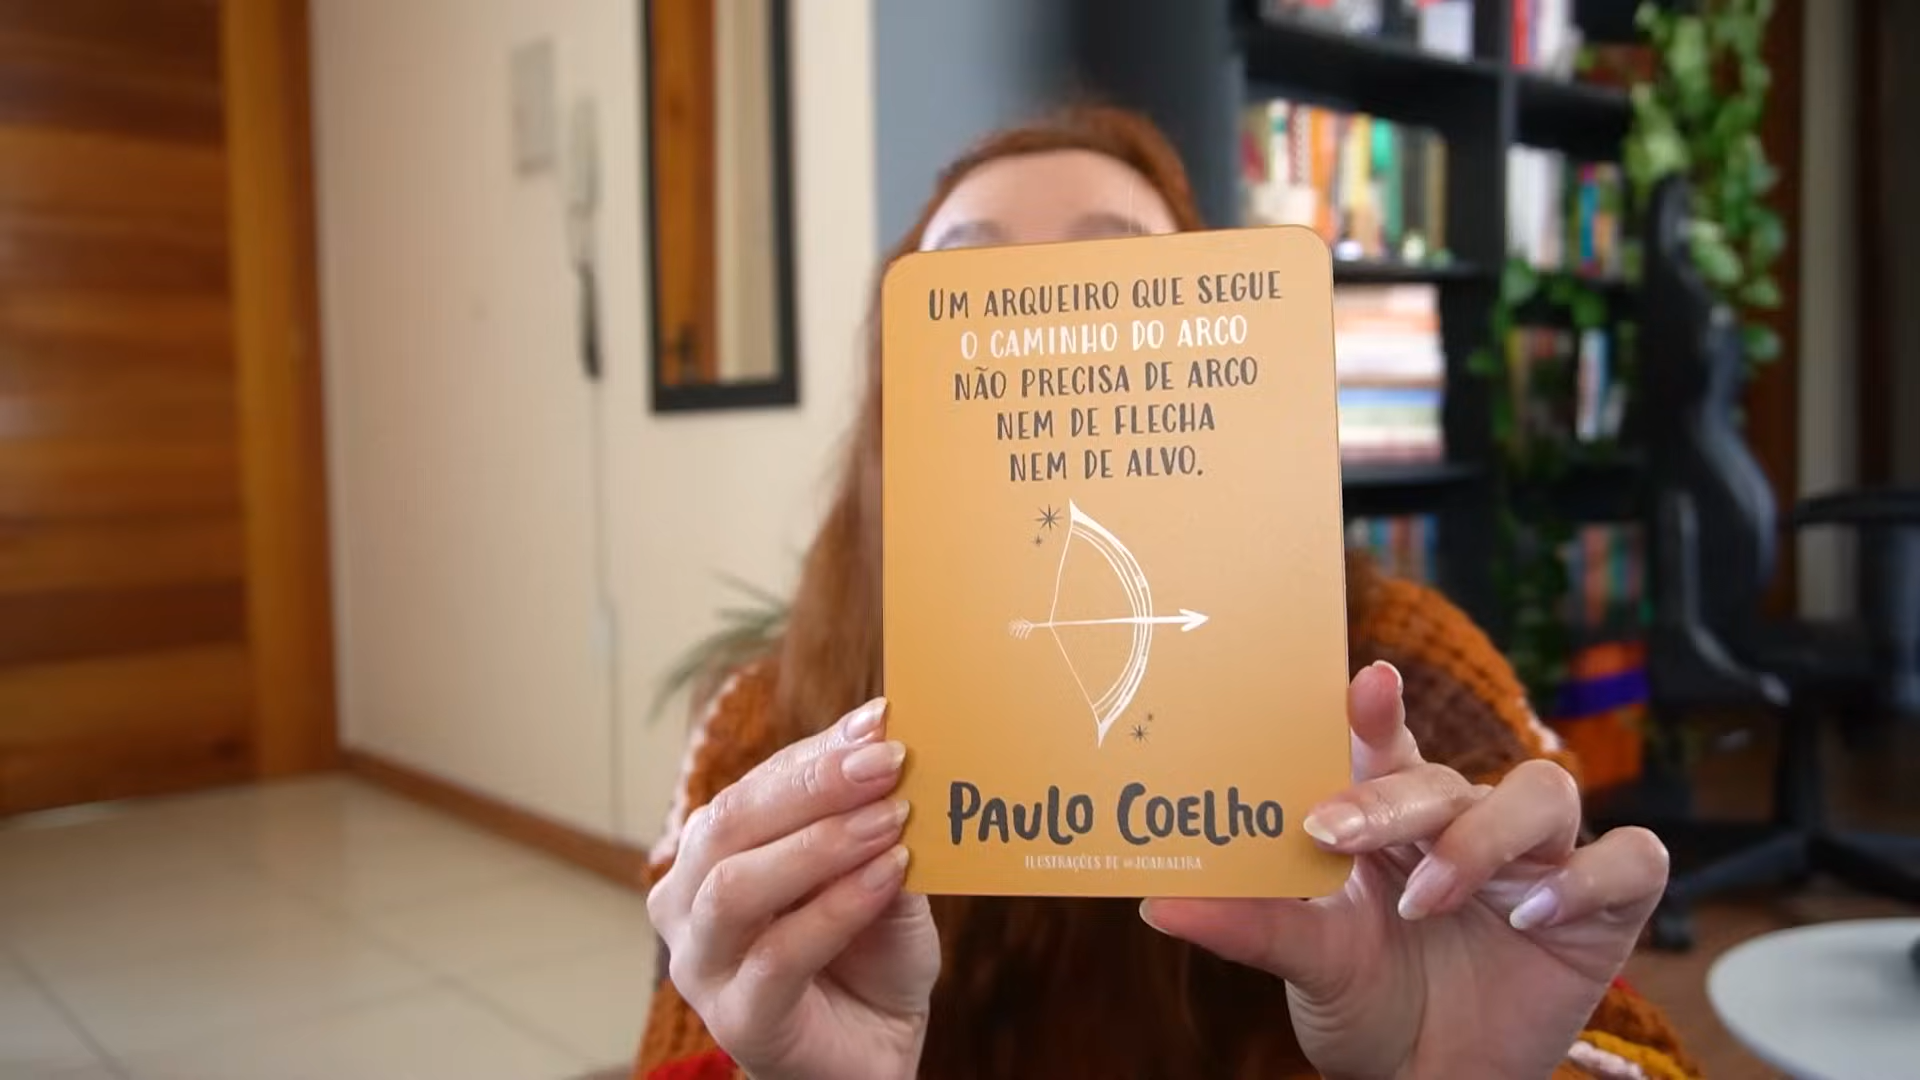 UM ARQUEIRO QUE SEGUE
O CAMINHO DO ARCO
NÃO PRECISA DE ARCO
NEM DE FLECHA
NEM DE ALVO.
PAULO COELHO
ILUSTRAÇÕES DE @JOANALIRA